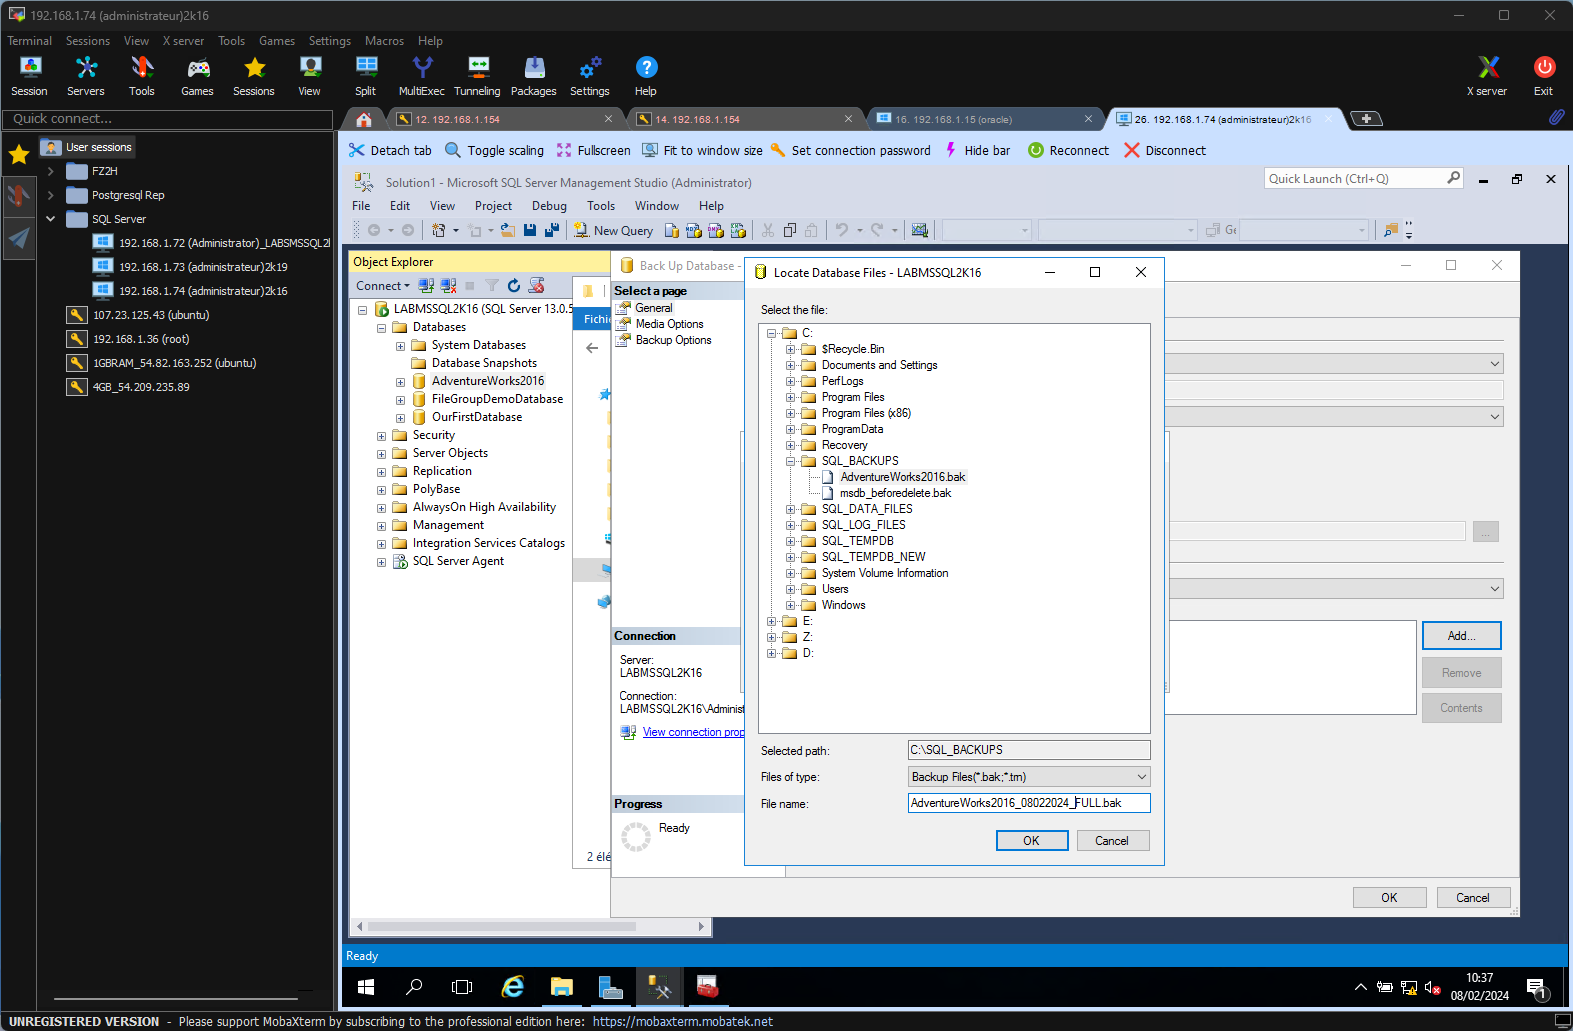 192.168.1.74 (administrateur)2k16
Terminal Sessions View X server Tools Games Settings Macros Help
Session Servers Tools Games Sessions View Split MultiExec Tunneling Packages Settings Help X server Exit
Quick connect...
12. 192.168.1.154
14. 192.168.1.154
16. 192.168.1.15 (oracle)
26. 192.168.1.74 (administrateur)2k16
Detach tab Toggle scaling Fullscreen Fit to window size Set connection password Hide bar Reconnect Disconnect
User sessions
FZ2H
Postgresql Rep
SQL Server
192.168.1.72 (Administrator)_LABSMSSQL2l
192.168.1.73 (administrateur)2k19
192.168.1.74 (administrateur)2k16
107.23.125.43 (ubuntu)
192.168.1.36 (root)
1GBRAM_54.82.163.252 (ubuntu)
4GB_54.209.235.89
Solution1 - Microsoft SQL Server Management Studio (Administrator)
Quick Launch (Ctrl+Q)
File Edit View Project Debug Tools Window Help
New Query
Ge
Object Explorer
Connect
LABMSSQL2K16 (SQL Server 13.0.5
Databases
System Databases
Database Snapshots
AdventureWorks2016
FileGroupDemoDatabase
OurFirstDatabase
Security
Server Objects
Replication
PolyBase
AlwaysOn High Availability
Management
Integration Services Catalogs
SQL Server Agent
Fichie
2 élé
Back Up Database -
Select a page
General
Media Options
Backup Options
Connection
Server:
LABMSSQL2K16
Connection:
LABMSSQL2K16\Administ
View connection prop
Progress
Ready
Locate Database Files - LABMSSQL2K16
Select the file:
C:
$Recycle.Bin
Documents and Settings
PerfLogs
Program Files
Program Files (x86)
ProgramData
Recovery
SQL_BACKUPS
AdventureWorks2016.bak
msdb_beforedelete.bak
SQL_DATA_FILES
SQL_LOG_FILES
SQL_TEMPDB
SQL_TEMPDB_NEW
System Volume Information
Users
Windows
E:
Z:
D:
Selected path: C:\SQL_BACKUPS
Files of type: Backup Files(*.bak;*.trn)
File name: AdventureWorks2016_08022024_FULL.bak
OK Cancel
...
Add...
Remove
Contents
OK Cancel
Ready
10:37
08/02/2024
1
UNREGISTERED VERSION - Please support MobaXterm by subscribing to the professional edition here: https://mobaxterm.mobatek.net